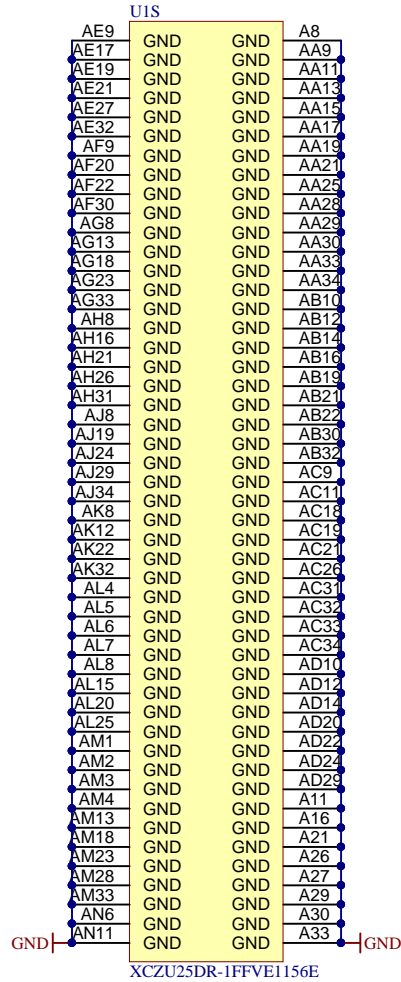 U1S
AE9 GND GND A8
AE17 GND GND AA9
AE19 GND GND AA11
AE21 GND GND AA13
AE27 GND GND AA15
AE32 GND GND AA17
AF9 GND GND AA19
AF20 GND GND AA21
AF22 GND GND AA25
AF30 GND GND AA28
AG8 GND GND AA29
AG13 GND GND AA30
AG18 GND GND AA33
AG23 GND GND AA34
AG33 GND GND AB10
AH8 GND GND AB12
AH16 GND GND AB14
AH21 GND GND AB16
AH26 GND GND AB19
AH31 GND GND AB21
AJ8 GND GND AB22
AJ19 GND GND AB30
AJ24 GND GND AB32
AJ29 GND GND AC9
AJ34 GND GND AC11
AK8 GND GND AC18
AK12 GND GND AC19
AK22 GND GND AC21
AK32 GND GND AC26
AL4 GND GND AC31
AL5 GND GND AC32
AL6 GND GND AC33
AL7 GND GND AC34
AL8 GND GND AD10
AL15 GND GND AD12
AL20 GND GND AD14
AL25 GND GND AD20
AM1 GND GND AD22
AM2 GND GND AD24
AM3 GND GND AD29
AM4 GND GND A11
AM13 GND GND A16
AM18 GND GND A21
AM23 GND GND A26
AM28 GND GND A27
AM33 GND GND A29
AN6 GND GND A30
GND AN11 GND GND A33 GND
XCZU25DR-1FFVE1156E